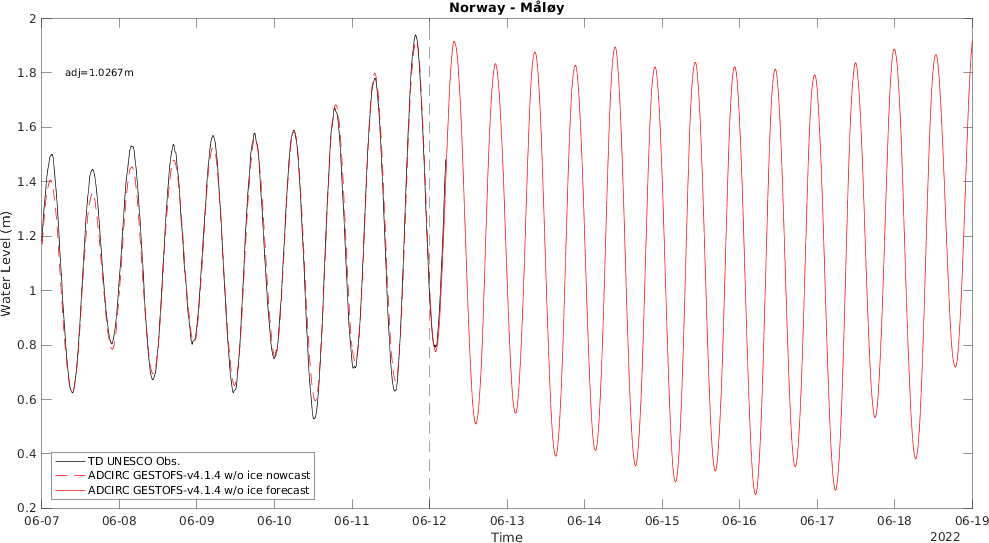 Norway - Måløy
2
1.8
1.6
1.4
1.2
1
0.8
0.6
0.4
0.2
Water Level (m)
adj=1.0267m
TD UNESCO Obs.
ADCIRC GESTOFS-v4.1.4 w/o ice nowcast
ADCIRC GESTOFS-v4.1.4 w/o ice forecast
06-07 06-08 06-09 06-10 06-11 06-12 06-13 06-14 06-15 06-16 06-17 06-18 06-19
Time
2022